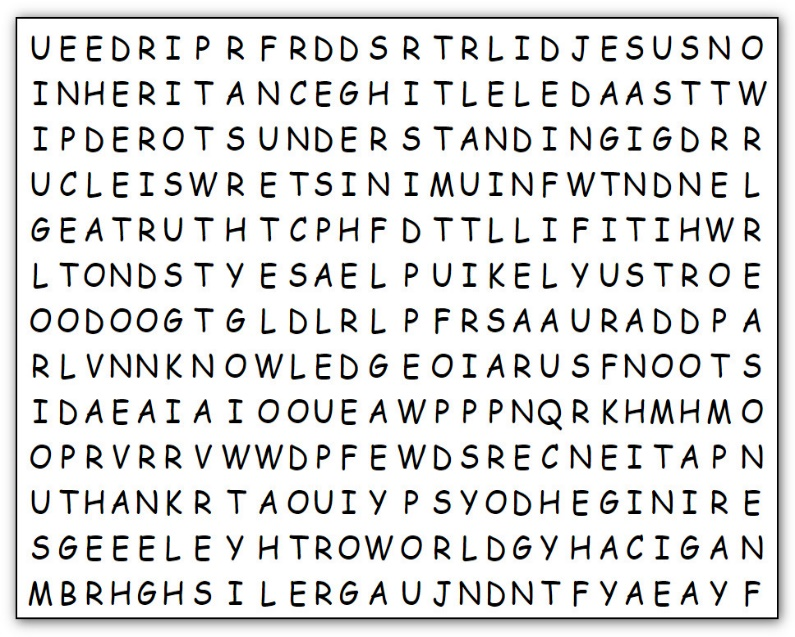 U E E D R I P R F R D D S R T R L I D J E S U S N O
I N H E R I T A N C E G H I T L E L E D A A S T T W
I P D E R O T S U N D E R S T A N D I N G I G D R R
U C L E I S W R E T S I N I M U I N F W T N D N E L
G E A T R U T H T C P H F D T T L L I F I T I H W R
L T O N D S T Y E S A E L P U I K E L Y U S T R O E
O O D O O G T G L D L R L P F R S A A U R A D D P A
R L V N N K N O W L E D G E O I A R U S F N O O T S
I D A E A I A I O O U E A W P P P N Q R K H M H M O
O P R V R R V W W D P F E W D S R E C N E I T A P N
U T H A N K R T A O U I Y P S Y O D H E G I N I R E
S G E E E L E Y H T R O W O R L D G Y H A C I G A N
M B R H G H S I L E R G A U J N D N T F Y A E A Y F